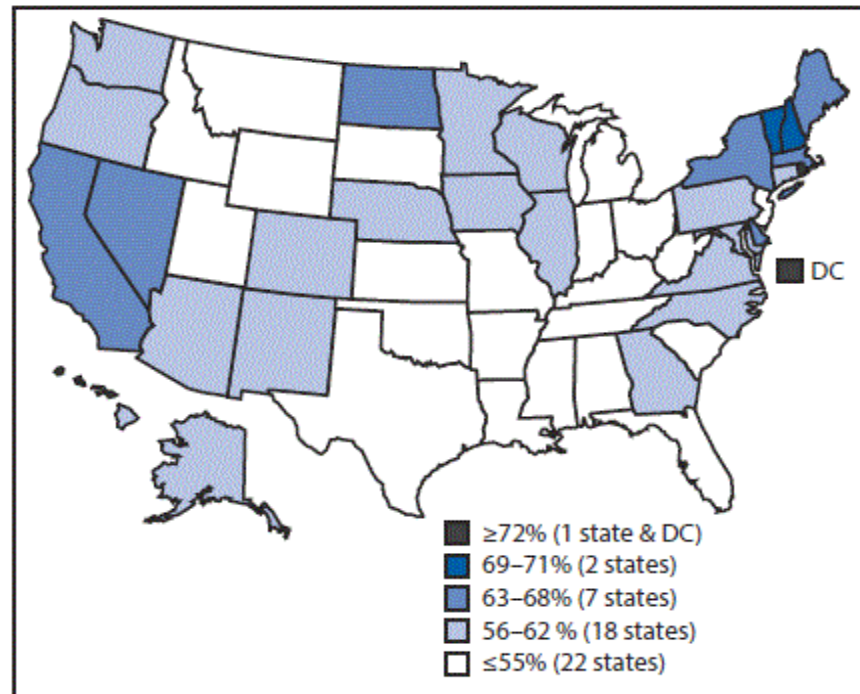 DC
≥72% (1 state & DC)
69–71% (2 states)
63–68% (7 states)
56–62 % (18 states)
≤55% (22 states)